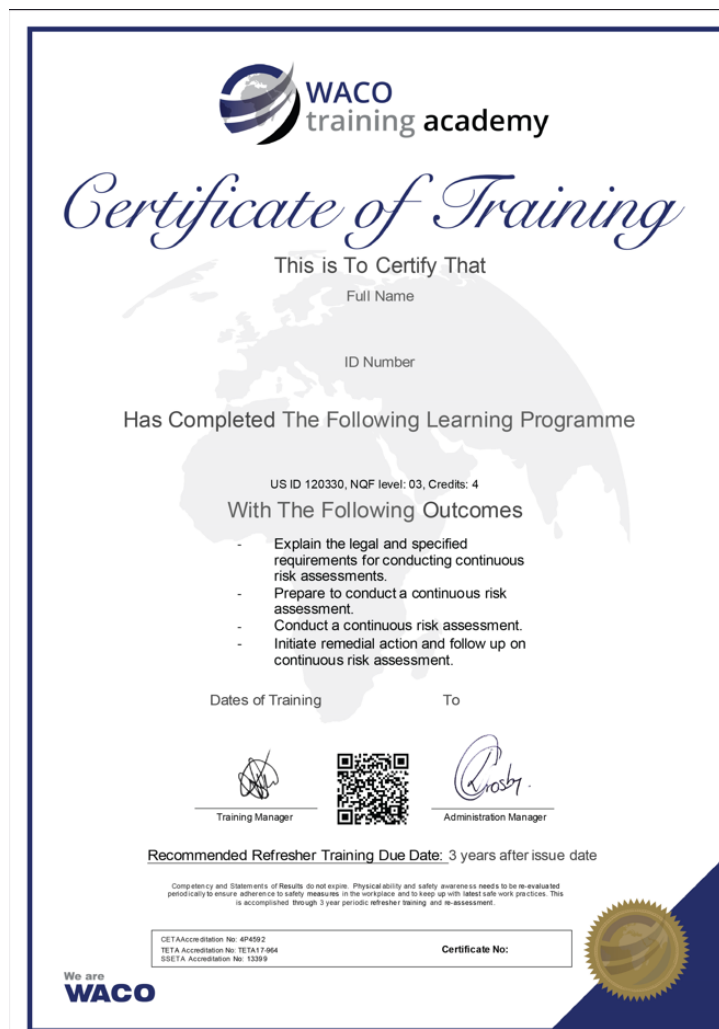 WACO
training academy
Certificate of Training
This is To Certify That
Full Name
ID Number
Has Completed The Following Learning Programme
US ID 120330, NQF level: 03, Credits: 4
With The Following Outcomes
- Explain the legal and specified
requirements for conducting continuous
risk assessments.
- Prepare to conduct a continuous risk
assessment.
- Conduct a continuous risk assessment.
- Initiate remedial action and follow up on
continuous risk assessment.
Dates of Training To
Crosby.
Training Manager Administration Manager
Recommended Refresher Training Due Date: 3 years after issue date
Competency and Statements of Results do not expire. Physical ability and safety awareness needs to be re-evaluated
periodically to ensure adherence to safety measures in the workplace and to keep up with latest safe work practices. This
is accomplished through 3 year periodic refresher training and re-assessment.
CETA Accreditation No: 4P4592
TETA Accreditation No: TETA17-964
SSETA Accreditation No: 13399
Certificate No:
We are
WACO